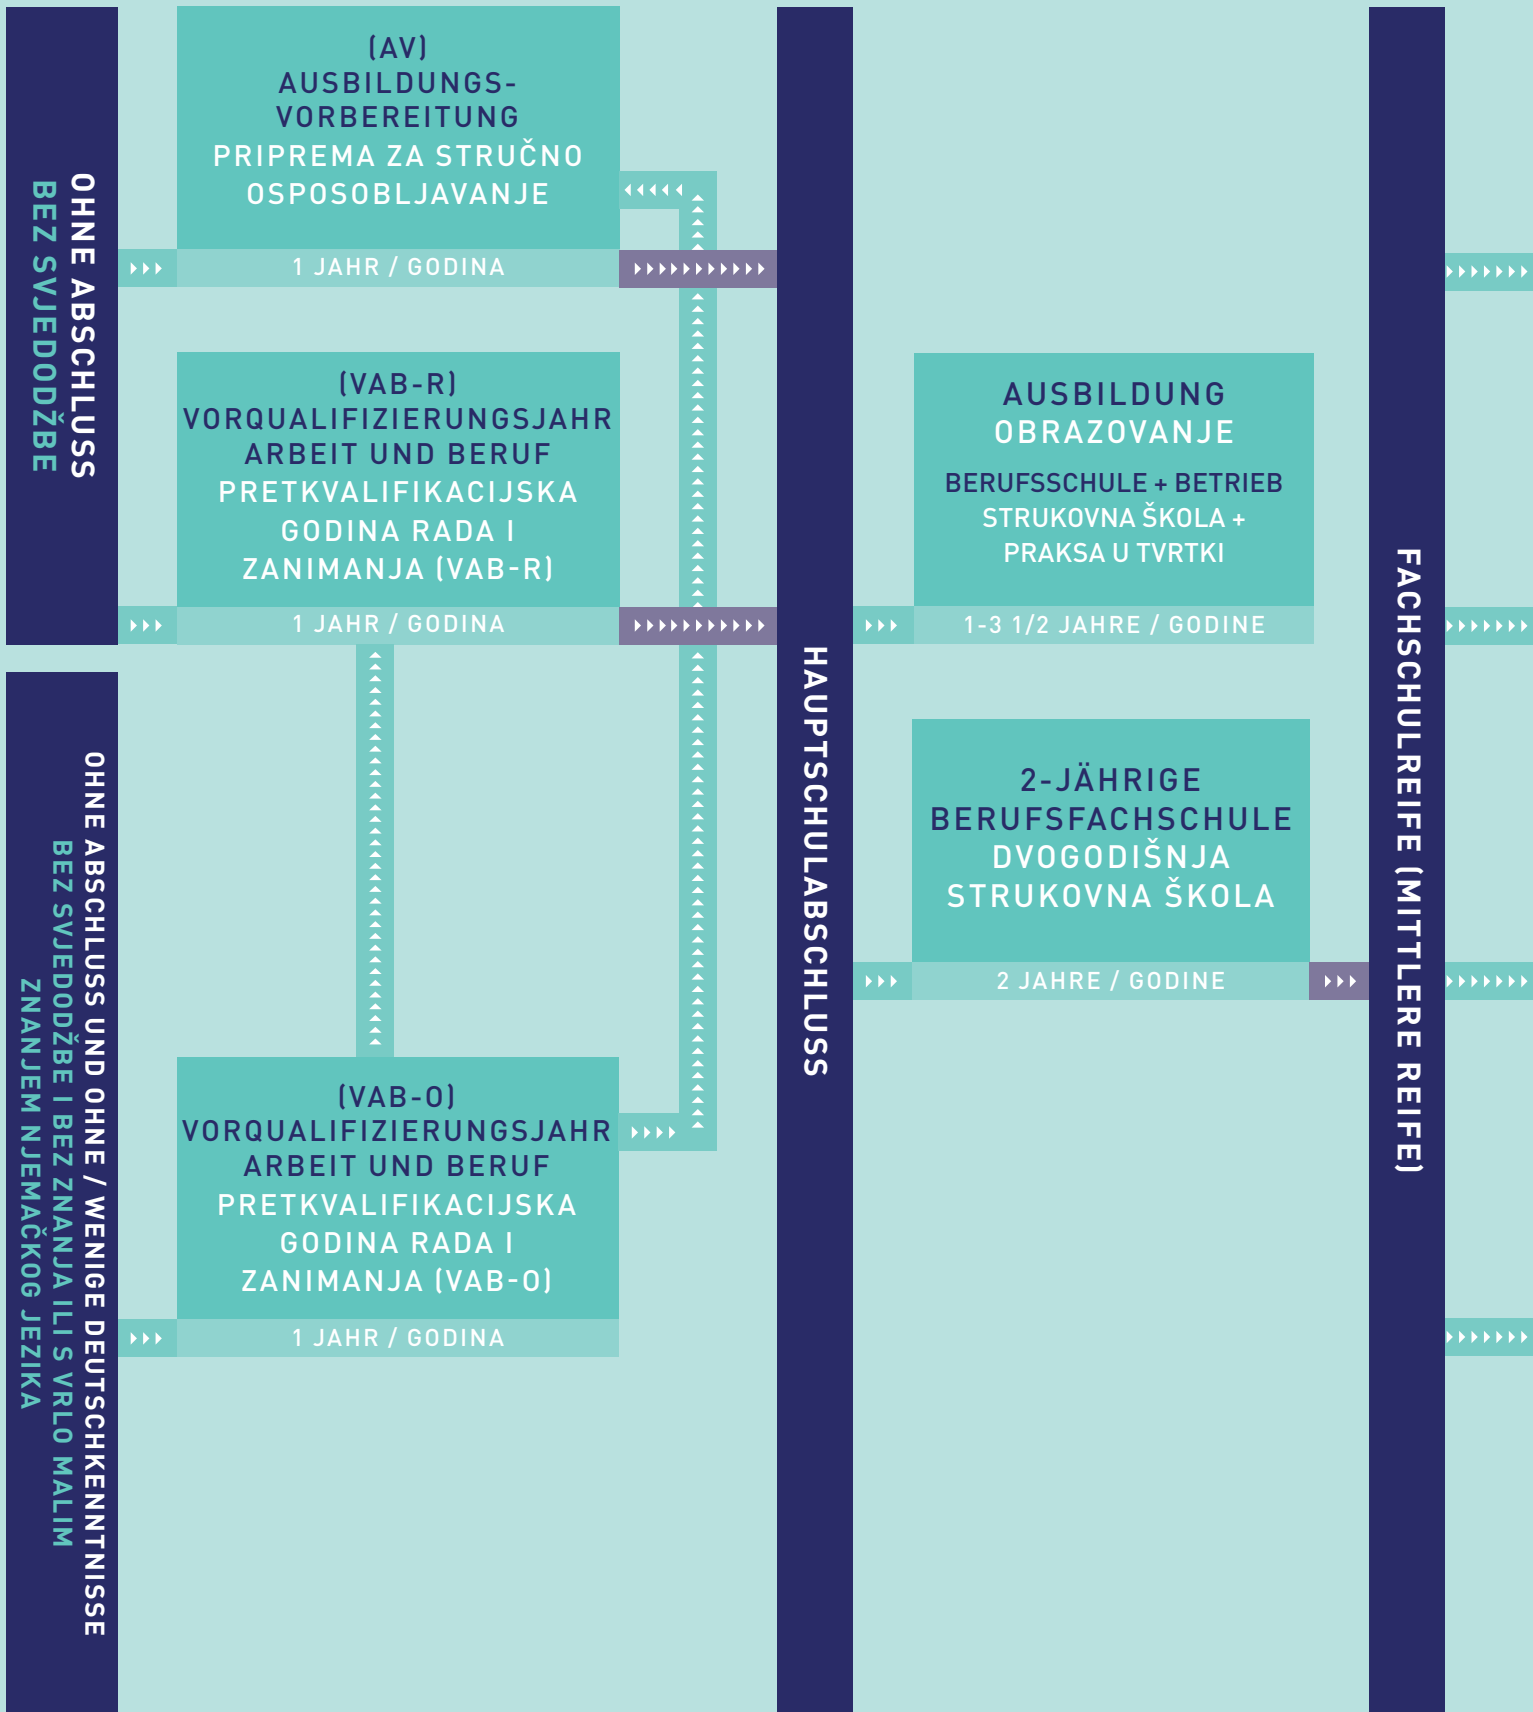 OHNE ABSCHLUSS
BEZ SVJEDODŽBE
(AV)
AUSBILDUNGS-
VORBEREITUNG
PRIPREMA ZA STRUČNO
OSPOSOBLJAVANJE
1 JAHR / GODINA
(VAB-R)
VORQUALIFIZIERUNGSJAHR
ARBEIT UND BERUF
PRETKVALIFIKACIJSKA
GODINA RADA I
ZANIMANJA (VAB-R)
1 JAHR / GODINA
OHNE ABSCHLUSS UND OHNE / WENIGE DEUTSCHKENNTNISSE
BEZ SVJEDODŽBE I BEZ ZNANJA ILI S VRLO MALIM
ZNANJEM NJEMAČKOG JEZIKA
(VAB-O)
VORQUALIFIZIERUNGSJAHR
ARBEIT UND BERUF
PRETKVALIFIKACIJSKA
GODINA RADA I
ZANIMANJA (VAB-O)
1 JAHR / GODINA
HAUPTSCHULABSCHLUSS
AUSBILDUNG
OBRAZOVANJE
BERUFSSCHULE + BETRIEB
STRUKOVNA ŠKOLA +
PRAKSA U TVRTKI
1-3 1/2 JAHRE / GODINE
2-JÄHRIGE
BERUFSFACHSCHULE
DVOGODIŠNJA
STRUKOVNA ŠKOLA
2 JAHRE / GODINE
FACHSCHULREIFE (MITTLERE REIFE)